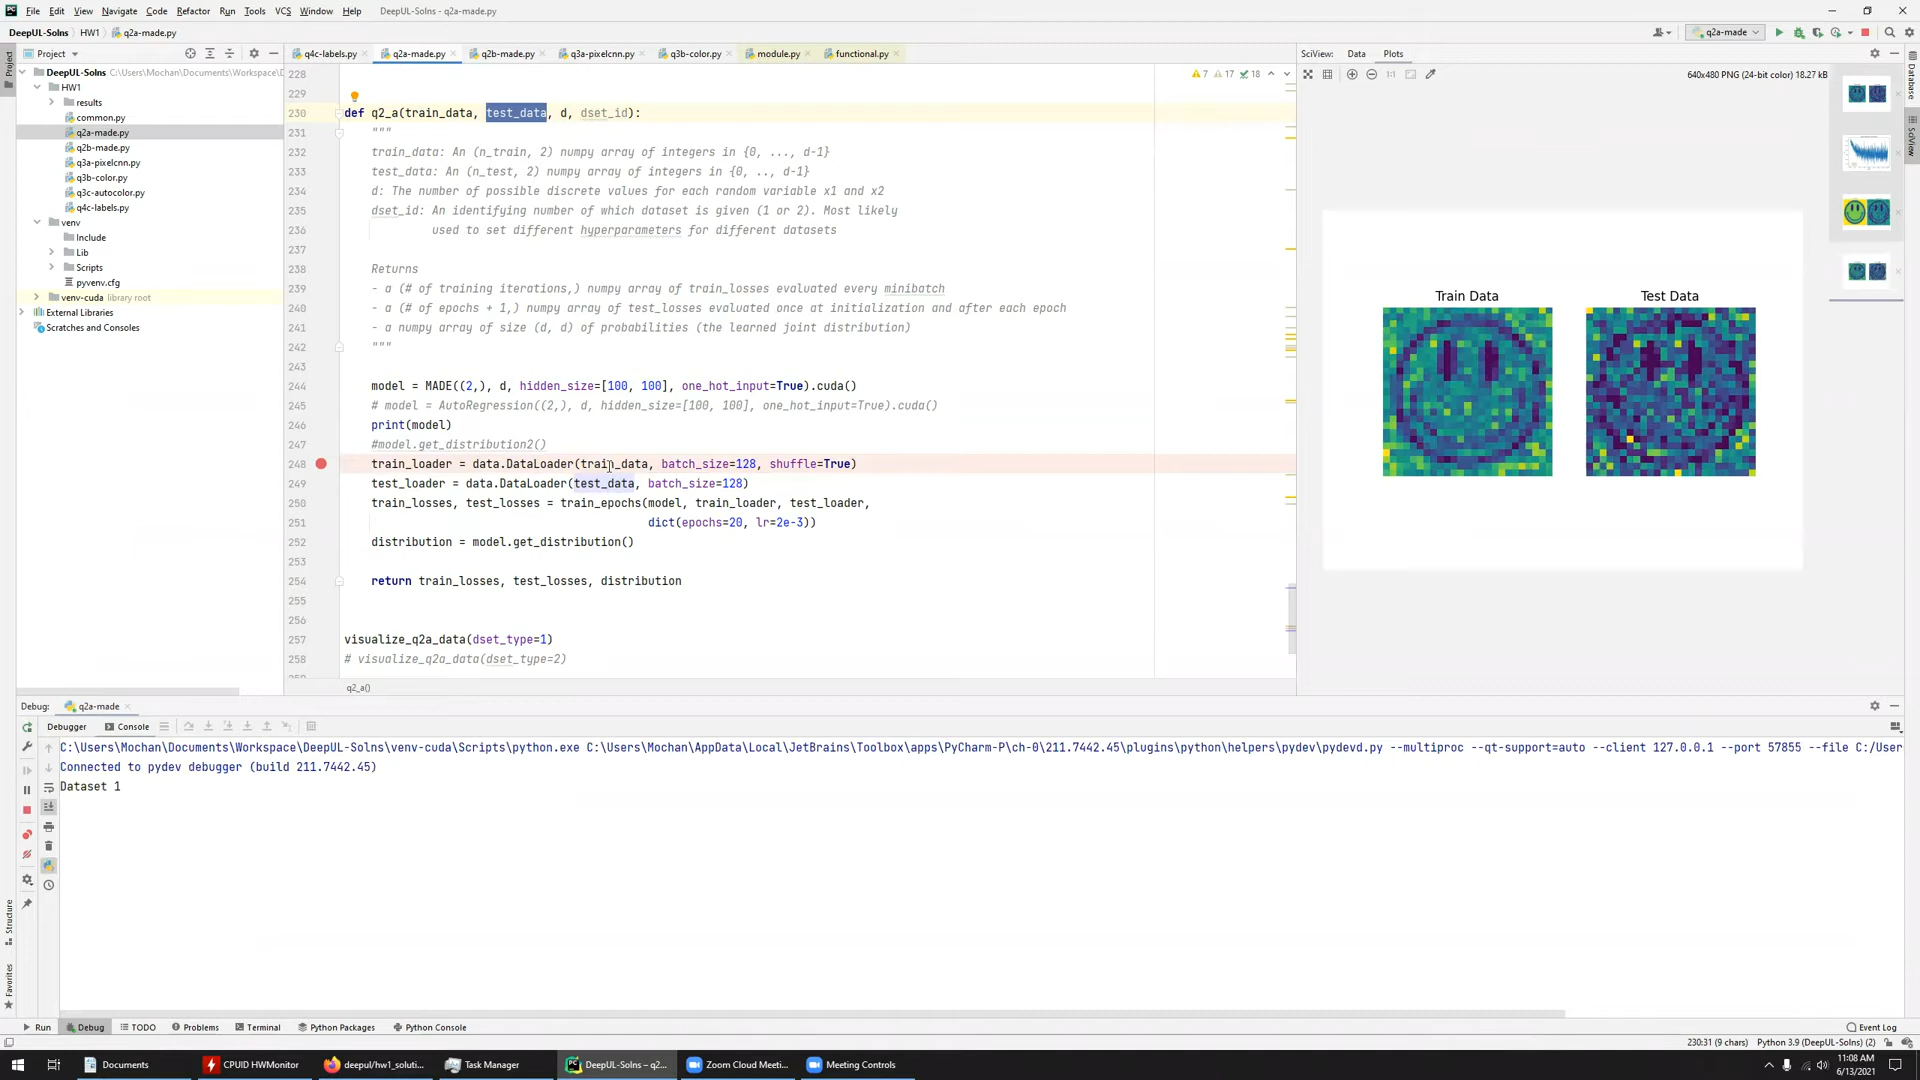 File Edit View Navigate Code Refactor Run Tools VCS Window Help DeepUL-Solns - q2a-made.py
DeepUL-Solns HW1 q2a-made.py q2a-made
Project
q4c-labels.py q2a-made.py q2b-made.py q3a-pixelcnn.py q3b-color.py module.py functional.py
SciView: Data Plots
DeepUL-Solns C:\Users\Mochan\Documents\Workspace\D
HW1
results
common.py
q2a-made.py
q2b-made.py
q3a-pixelcnn.py
q3b-color.py
q3c-autocolor.py
q4c-labels.py
venv
Include
Lib
Scripts
pyvenv.cfg
venv-cuda library root
External Libraries
Scratches and Consoles
7 17 18
228
229
230 def q2_a(train_data, test_data, d, dset_id):
231 """
232 train_data: An (n_train, 2) numpy array of integers in {0, ..., d-1}
233 test_data: An (n_test, 2) numpy array of integers in {0, .., d-1}
234 d: The number of possible discrete values for each random variable x1 and x2
235 dset_id: An identifying number of which dataset is given (1 or 2). Most likely
236 used to set different hyperparameters for different datasets
237
238 Returns
239 - a (# of training iterations,) numpy array of train_losses evaluated every minibatch
240 - a (# of epochs + 1,) numpy array of test_losses evaluated once at initialization and after each epoch
241 - a numpy array of size (d, d) of probabilities (the learned joint distribution)
242 """
243
244 model = MADE((2,), d, hidden_size=[100, 100], one_hot_input=True).cuda()
245 # model = AutoRegression((2,), d, hidden_size=[100, 100], one_hot_input=True).cuda()
246 print(model)
247 #model.get_distribution2()
248 train_loader = data.DataLoader(train_data, batch_size=128, shuffle=True)
249 test_loader = data.DataLoader(test_data, batch_size=128)
250 train_losses, test_losses = train_epochs(model, train_loader, test_loader,
251 dict(epochs=20, lr=2e-3))
252 distribution = model.get_distribution()
253
254 return train_losses, test_losses, distribution
255
256
257 visualize_q2a_data(dset_type=1)
258 # visualize_q2a_data(dset_type=2)
q2_a()
1:1 640x480 PNG (24-bit color) 18.27 kB
Train Data Test Data
Project
Structure
Favorites
Database
SciView
Debug: q2a-made
Debugger Console
C:\Users\Mochan\Documents\Workspace\DeepUL-Solns\venv-cuda\Scripts\python.exe C:\Users\Mochan\AppData\Local\JetBrains\Toolbox\apps\PyCharm-P\ch-0\211.7442.45\plugins\python\helpers\pydev\pydevd.py --multiproc --qt-support=auto --client 127.0.0.1 --port 57855 --file C:/User
Connected to pydev debugger (build 211.7442.45)
Dataset 1
Run Debug TODO Problems Terminal Python Packages Python Console Event Log
230:31 (9 chars) Python 3.9 (DeepUL-Solns) (2)
Documents CPUID HWMonitor deepul/hw1_soluti... Task Manager DeepUL-Solns – q2... Zoom Cloud Meeti... Meeting Controls
11:08 AM
6/13/2021